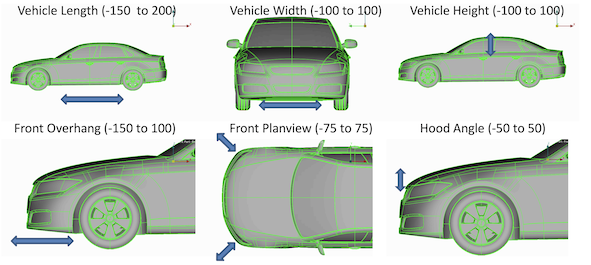 Vehicle Length (-150  to 200)
Vehicle Width (-100 to 100)
Vehicle Height (-100 to 100)
Front Overhang (-150 to 100)
Front Planview (-75 to 75)
Hood Angle (-50 to 50)